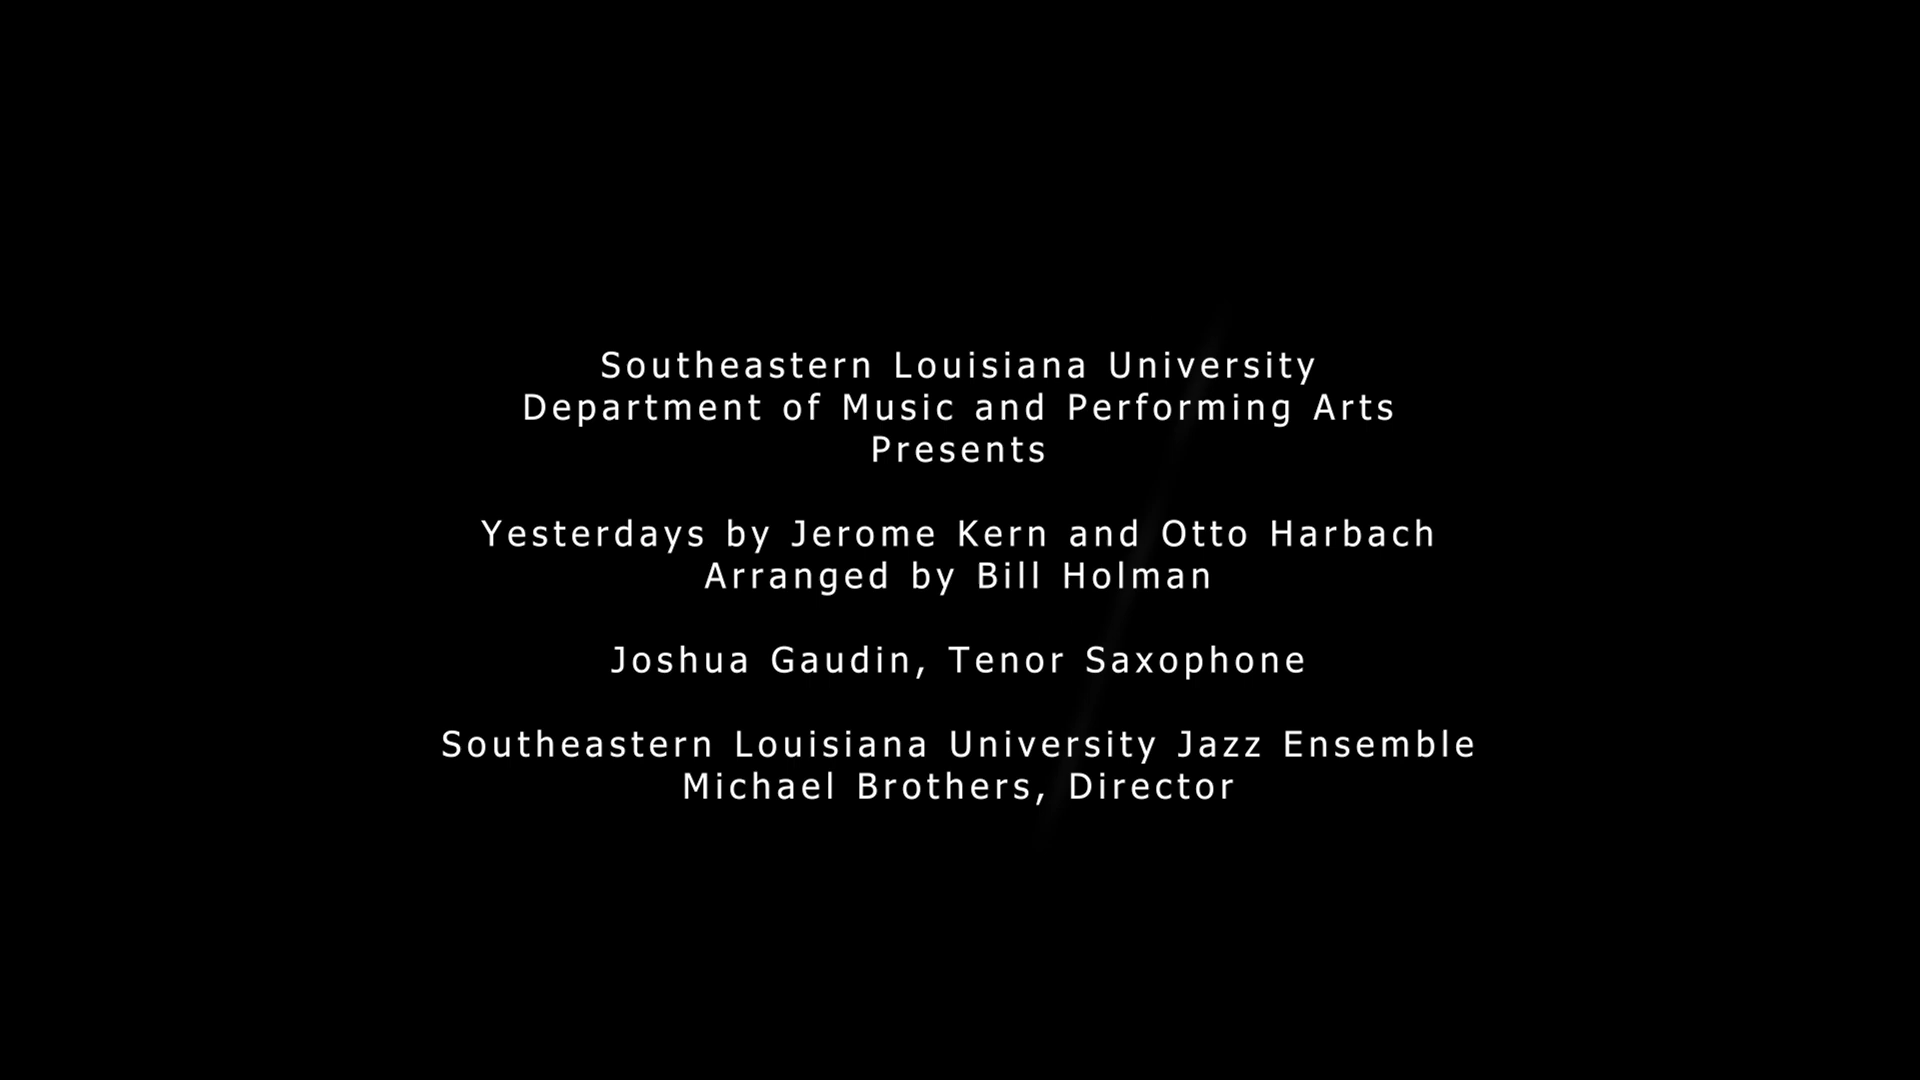 Southeastern Louisiana University
Department of Music and Performing Arts
Presents
Yesterdays by Jerome Kern and Otto Harbach
Arranged by Bill Holman
Joshua Gaudin, Tenor Saxophone
Southeastern Louisiana University Jazz Ensemble
Michael Brothers, Director